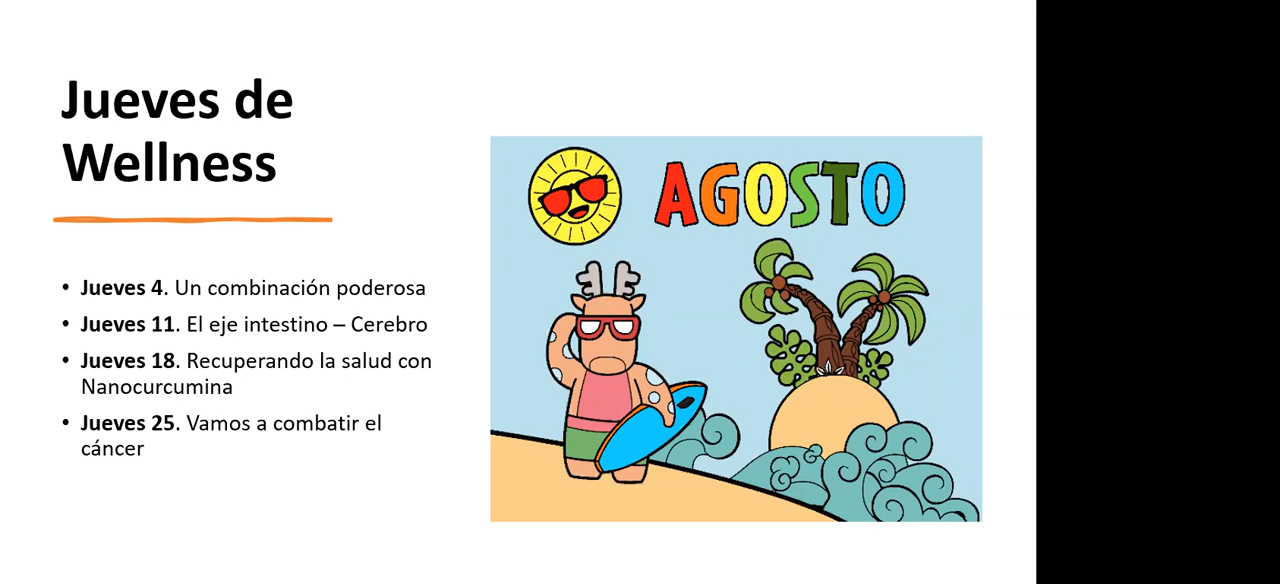 Jueves de
Wellness
AGOSTO
• Jueves 4. Un combinación poderosa
• Jueves 11. El eje intestino – Cerebro
• Jueves 18. Recuperando la salud con
Nanocurcumina
• Jueves 25. Vamos a combatir el
cáncer